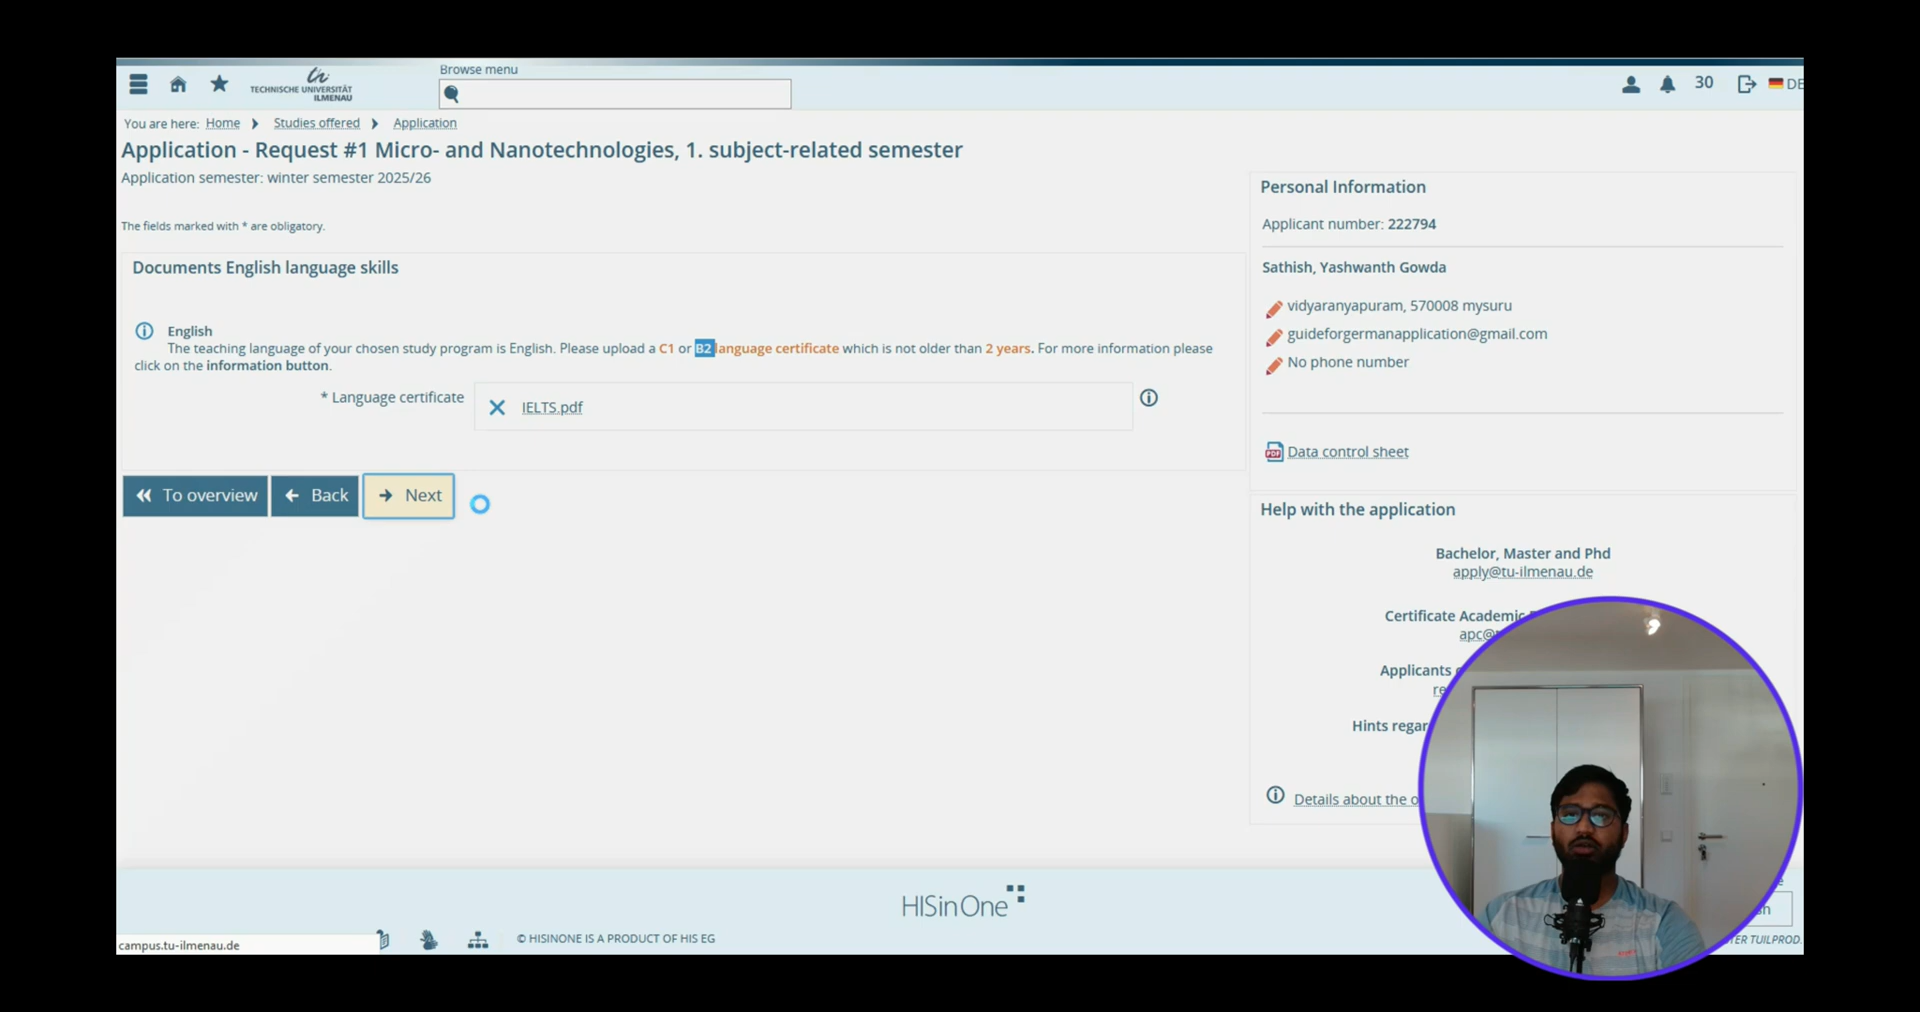 Browse menu
TECHNISCHE UNIVERSITÄT
ILMENAU
30
DE
You are here: Home Studies offered Application
Application - Request #1 Micro- and Nanotechnologies, 1. subject-related semester
Application semester: winter semester 2025/26
The fields marked with * are obligatory.
Documents English language skills
English
The teaching language of your chosen study program is English. Please upload a C1 or B2 language certificate which is not older than 2 years. For more information please
click on the information button.
* Language certificate
IELTS.pdf
To overview
Back
Next
Personal Information
Applicant number: 222794
Sathish, Yashwanth Gowda
vidyaranyapuram, 570008 mysuru
guideforgermanapplication@gmail.com
No phone number
PDF
Data control sheet
Help with the application
Bachelor, Master and Phd
apply@tu-ilmenau.de
Certificate Academic
apc@
Applicants
Hints regar
Details about the
HISinOne
campus.tu-ilmenau.de
© HISINONE IS A PRODUCT OF HIS EG
TUILPROD.